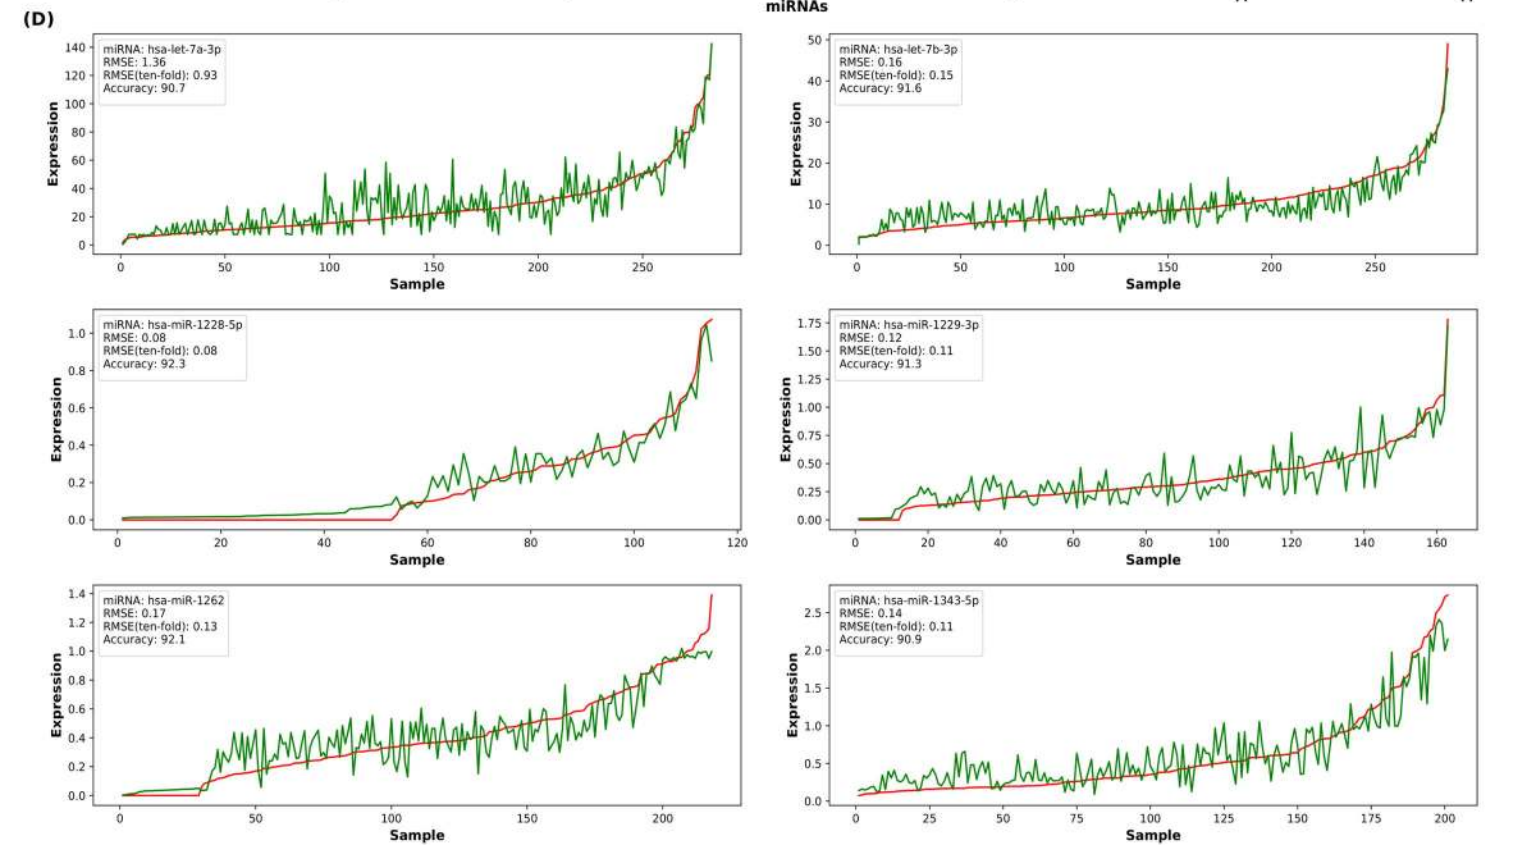 miRNAs
(D)
miRNA: hsa-let-7a-3p
RMSE: 1.36
RMSE(ten-fold): 0.93
Accuracy: 90.7
Expression
140
120
100
80
60
40
20
0
0 50 100 150 200 250
Sample
miRNA: hsa-let-7b-3p
RMSE: 0.16
RMSE(ten-fold): 0.15
Accuracy: 91.6
Expression
50
40
30
20
10
0
0 50 100 150 200 250
Sample
miRNA: hsa-miR-1228-5p
RMSE: 0.08
RMSE(ten-fold): 0.08
Accuracy: 92.3
Expression
1.0
0.8
0.6
0.4
0.2
0.0
0 20 40 60 80 100 120
Sample
miRNA: hsa-miR-1229-3p
RMSE: 0.12
RMSE(ten-fold): 0.11
Accuracy: 91.3
Expression
1.75
1.50
1.25
1.00
0.75
0.50
0.25
0.00
0 20 40 60 80 100 120 140 160
Sample
miRNA: hsa-miR-1262
RMSE: 0.17
RMSE(ten-fold): 0.13
Accuracy: 92.1
Expression
1.4
1.2
1.0
0.8
0.6
0.4
0.2
0.0
0 50 100 150 200
Sample
miRNA: hsa-miR-1343-5p
RMSE: 0.14
RMSE(ten-fold): 0.11
Accuracy: 90.9
Expression
2.5
2.0
1.5
1.0
0.5
0.0
0 25 50 75 100 125 150 175 200
Sample